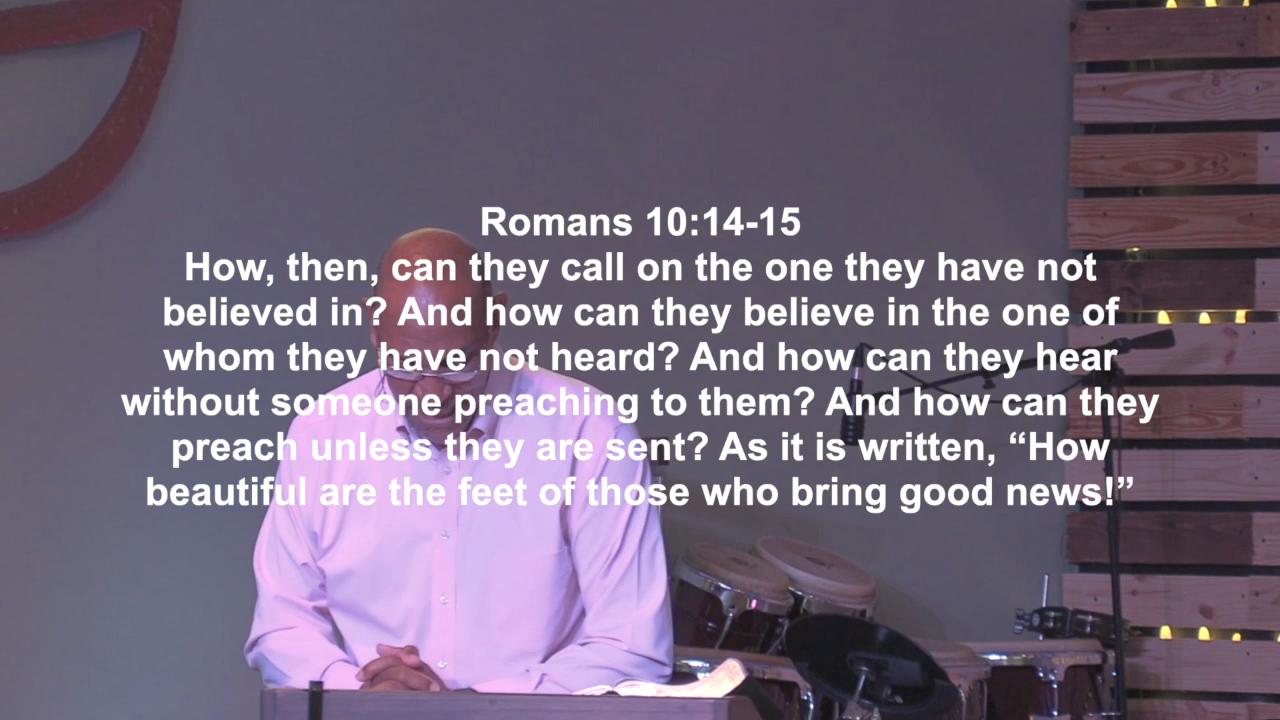 Romans 10:14-15
How, then, can they call on the one they have not
believed in? And how can they believe in the one of
whom they have not heard? And how can they hear
without someone preaching to them? And how can they
preach unless they are sent? As it is written, “How
beautiful are the feet of those who bring good news!”